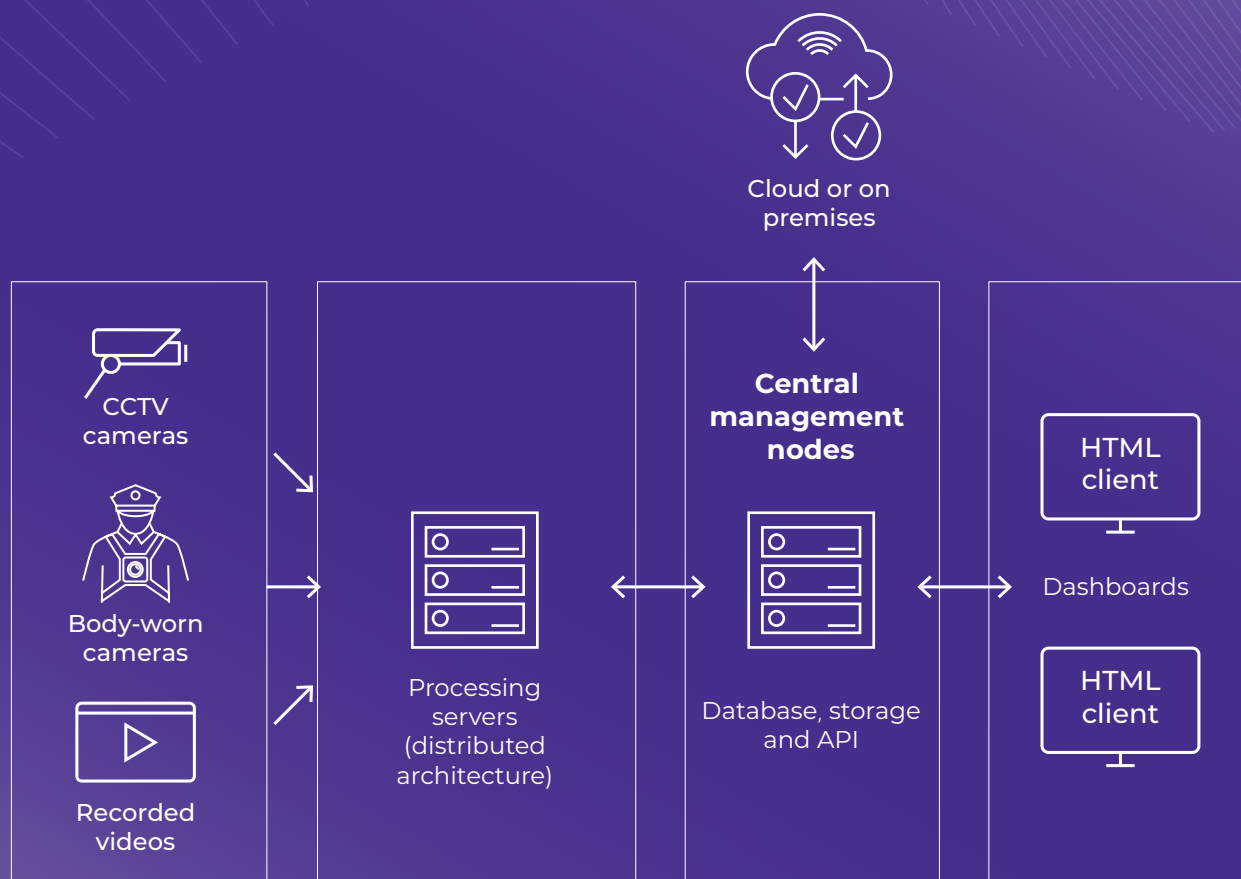 Cloud or on
premises
CCTV
cameras
Body-worn
cameras
Recorded
videos
Processing
servers
(distributed
architecture)
Central
management
nodes
Database, storage
and API
HTML
client
Dashboards
HTML
client